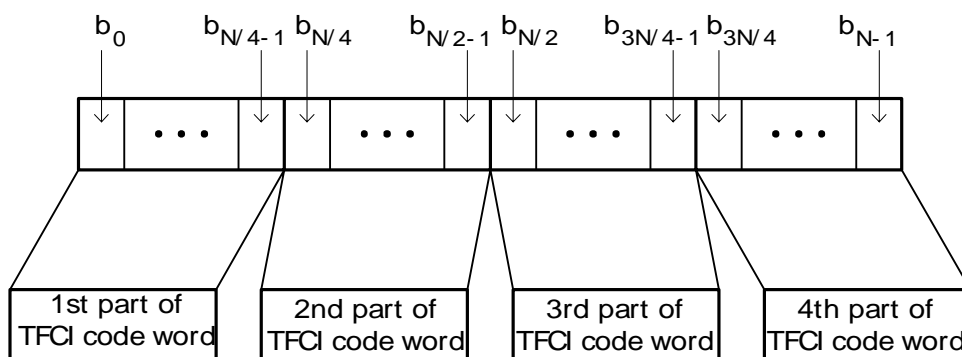 b0 bN/4-1 bN/4 bN/2-1 bN/2 b3N/4-1 b3N/4 bN-1
1st part of
TFCI code word
2nd part of
TFCI code word
3rd part of
TFCI code word
4th part of
TFCI code word